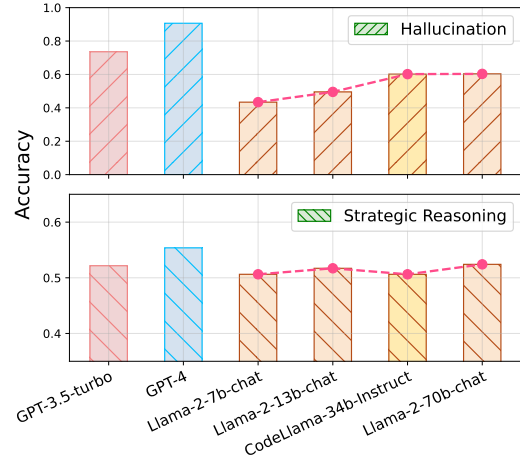 1.0
Hallucination
0.8
0.6
0.4
0.2
0.0
Accuracy
Strategic Reasoning
0.6
0.5
0.4
GPT-3.5-turbo
GPT-4
Llama-2-7b-chat
Llama-2-13b-chat
CodeLlama-34b-Instruct
Llama-2-70b-chat